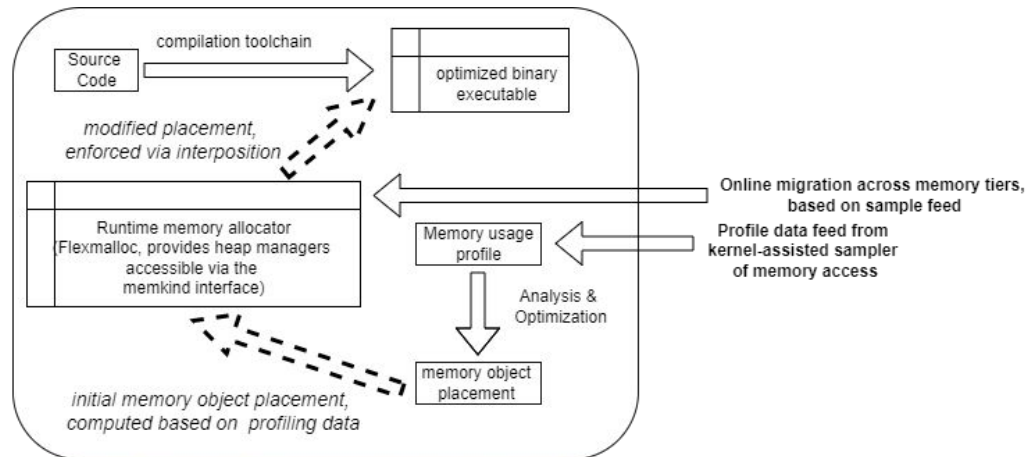 compilation toolchain
Source
Code
optimized binary
executable
modified placement,
enforced via interposition
Online migration across memory tiers,
based on sample feed
Runtime memory allocator
(Flexmalloc, provides heap managers
accessible via the
memkind interface)
Memory usage
profile
Profile data feed from
kernel-assisted sampler
of memory access
Analysis &
Optimization
memory object
placement
initial memory object placement,
computed based on profiling data